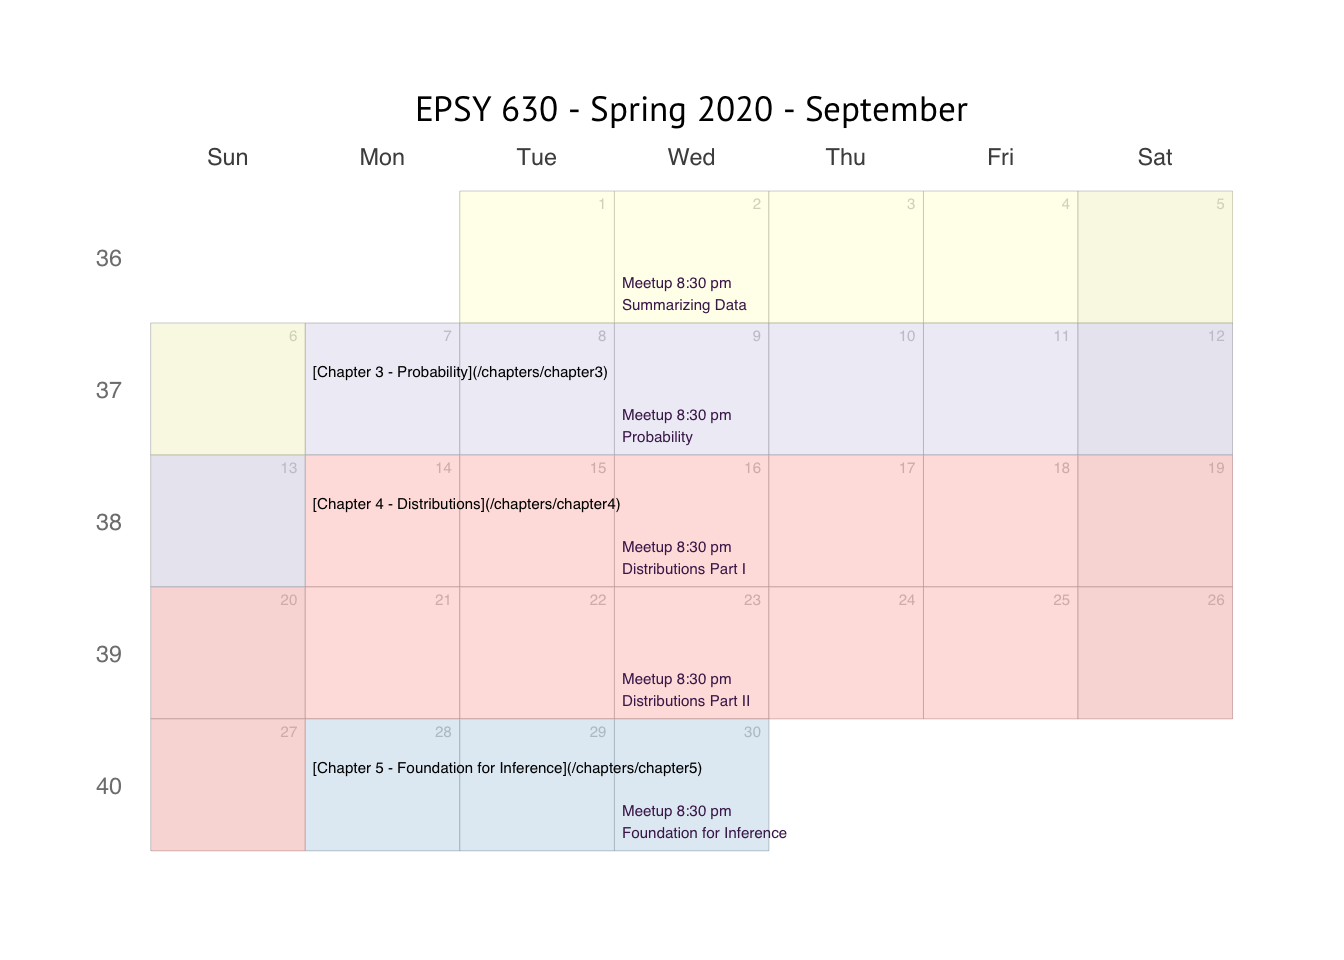 EPSY 630 - Spring 2020 - September
Sun Mon Tue Wed Thu Fri Sat
1 2 3 4 5
36
Meetup 8:30 pm
Summarizing Data
6 7 8 9 10 11 12
[Chapter 3 - Probability](/chapters/chapter3)
37
Meetup 8:30 pm
Probability
13 14 15 16 17 18 19
[Chapter 4 - Distributions](/chapters/chapter4)
38
Meetup 8:30 pm
Distributions Part I
20 21 22 23 24 25 26
39
Meetup 8:30 pm
Distributions Part II
27 28 29 30
[Chapter 5 - Foundation for Inference](/chapters/chapter5)
40
Meetup 8:30 pm
Foundation for Inference